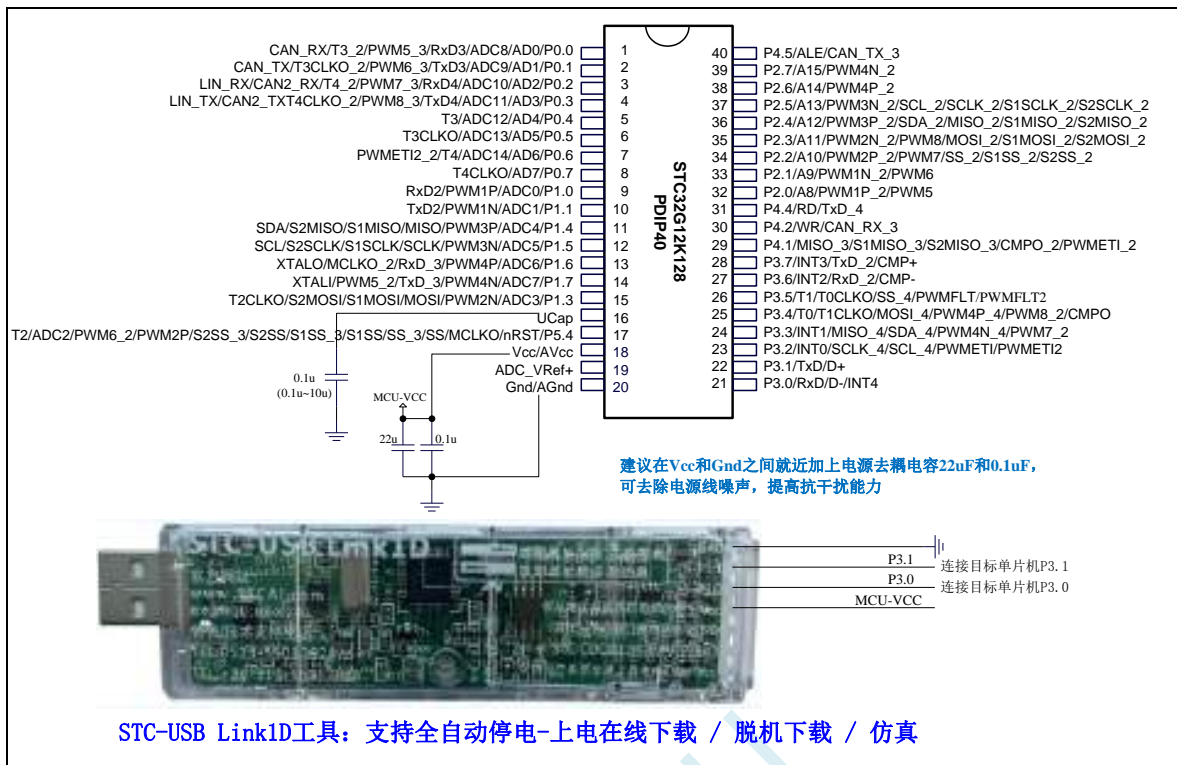 CAN_RX/T3_2/PWM5_3/RxD3/ADC8/AD0/P0.0
CAN_TX/T3CLKO_2/PWM6_3/TxD3/ADC9/AD1/P0.1
LIN_RX/CAN2_RX/T4_2/PWM7_3/RxD4/ADC10/AD2/P0.2
LIN_TX/CAN2_TXT4CLKO_2/PWM8_3/TxD4/ADC11/AD3/P0.3
T3/ADC12/AD4/P0.4
T3CLKO/ADC13/AD5/P0.5
PWMETI2_2/T4/ADC14/AD6/P0.6
T4CLKO/AD7/P0.7
RxD2/PWM1P/ADC0/P1.0
TxD2/PWM1N/ADC1/P1.1
SDA/S2MISO/S1MISO/MISO/PWM3P/ADC4/P1.4
SCL/S2SCLK/S1SCLK/SCLK/PWM3N/ADC5/P1.5
XTALO/MCLKO_2/RxD_3/PWM4P/ADC6/P1.6
XTALI/PWM5_2/TxD_3/PWM4N/ADC7/P1.7
T2CLKO/S2MOSI/S1MOSI/MOSI/PWM2N/ADC3/P1.3
UCap
T2/ADC2/PWM6_2/PWM2P/S2SS_3/S2SS/S1SS_3/S1SS/SS_3/SS/MCLKO/nRST/P5.4
Vcc/AVcc
ADC_VRef+
Gnd/AGnd
1
2
3
4
5
6
7
8
9
10
11
12
13
14
15
16
17
18
19
20
STC32G12K128
PDIP40
40
39
38
37
36
35
34
33
32
31
30
29
28
27
26
25
24
23
22
21
P4.5/ALE/CAN_TX_3
P2.7/A15/PWM4N_2
P2.6/A14/PWM4P_2
P2.5/A13/PWM3N_2/SCL_2/SCLK_2/S1SCLK_2/S2SCLK_2
P2.4/A12/PWM3P_2/SDA_2/MISO_2/S1MISO_2/S2MISO_2
P2.3/A11/PWM2N_2/PWM8/MOSI_2/S1MOSI_2/S2MOSI_2
P2.2/A10/PWM2P_2/PWM7/SS_2/S1SS_2/S2SS_2
P2.1/A9/PWM1N_2/PWM6
P2.0/A8/PWM1P_2/PWM5
P4.4/RD/TxD_4
P4.2/WR/CAN_RX_3
P4.1/MISO_3/S1MISO_3/S2MISO_3/CMPO_2/PWMETI_2
P3.7/INT3/TxD_2/CMP+
P3.6/INT2/RxD_2/CMP-
P3.5/T1/T0CLKO/SS_4/PWMFLT/PWMFLT2
P3.4/T0/T1CLKO/MOSI_4/PWM4P_4/PWM8_2/CMPO
P3.3/INT1/MISO_4/SDA_4/PWM4N_4/PWM7_2
P3.2/INT0/SCLK_4/SCL_4/PWMETI/PWMETI2
P3.1/TxD/D+
P3.0/RxD/D-/INT4
0.1u
(0.1u~10u)
MCU-VCC
22u
0.1u
建议在Vcc和Gnd之间就近加上电源去耦电容22uF和0.1uF，
可去除电源线噪声，提高抗干扰能力
STC-USB Link1D
P3.1
连接目标单片机P3.1
P3.0
连接目标单片机P3.0
MCU-VCC
STC-USB Link1D工具: 支持全自动停电-上电在线下载 / 脱机下载 / 仿真